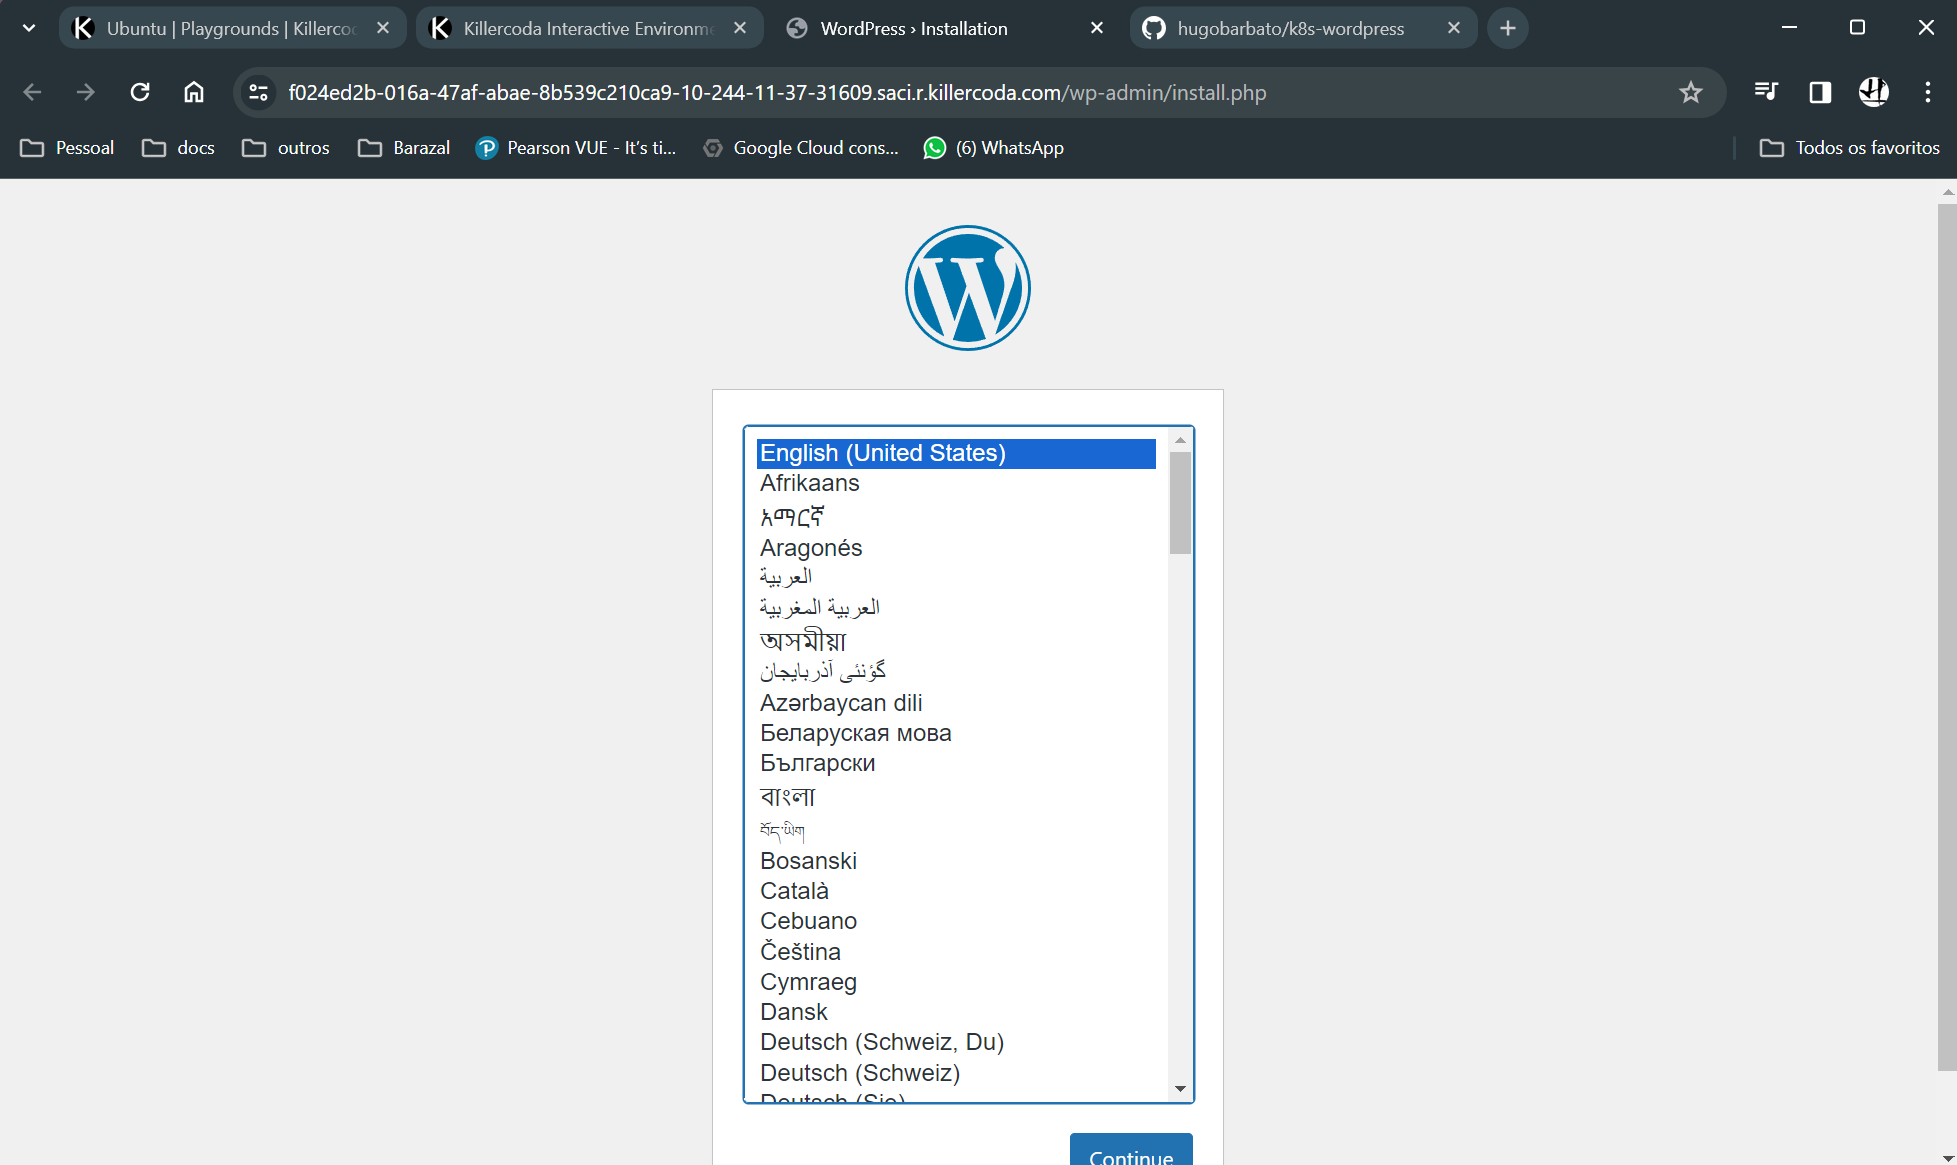 Ubuntu | Playgrounds | Killerco
Killercoda Interactive Environme
WordPress › Installation
hugobarbato/k8s-wordpress
f024ed2b-016a-47af-abae-8b539c210ca9-10-244-11-37-31609.saci.r.killercoda.com/wp-admin/install.php
Pessoal
docs
outros
Barazal
Pearson VUE - It's ti...
Google Cloud cons...
(6) WhatsApp
Todos os favoritos
English (United States)
Afrikaans
አማርኛ
Aragonés
العربية
العربية المغربية
অসমীয়া
گؤنئی آذربایجان
Azərbaycan dili
Беларуская мова
Български
বাংলা
བོད་ཡིག
Bosanski
Català
Cebuano
Čeština
Cymraeg
Dansk
Deutsch (Schweiz, Du)
Deutsch (Schweiz)
Deutsch (Sie)
Continue